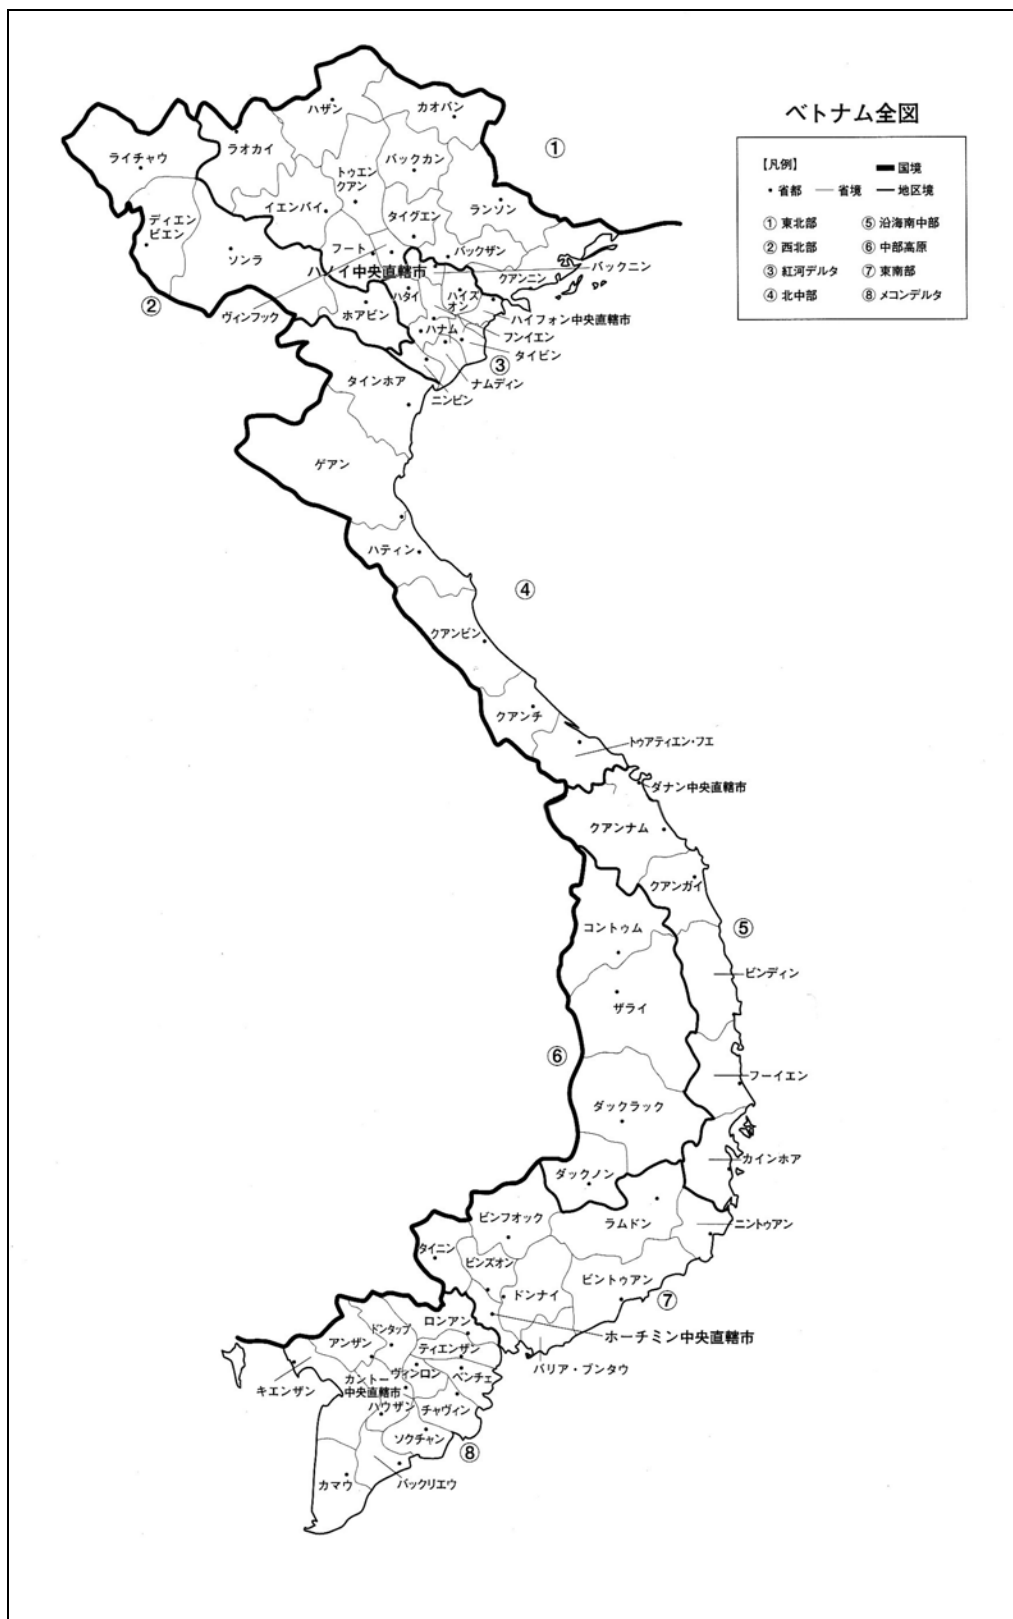 ベトナム全図
【凡例】
国境
・省都
省境
地区境
① 東北部
⑤ 沿海南中部
② 西北部
⑥ 中部高原
③ 紅河デルタ
⑦ 東南部
④ 北中部
⑧ メコンデルタ
ハザン
カオバン
①
ラオカイ
ライチャウ
バックカン
トゥエン
クアン
イエンバイ
タイグエン
ランソン
ディエン
ビエン
ソンラ
フート
バックザン
バックニン
ハノイ中央直轄市
クアンニン
②
ヴィンフック
ハタイ
ハイズ
オン
ホアビン
ハイフォン中央直轄市
ハナム
フンイエン
タイビン
③
ナムディン
ニンビン
タインホア
ゲアン
ハティン
④
クアンビン
クアンチ
トゥアティエン・フエ
ダナン中央直轄市
クアンナム
クアンガイ
コントゥム
⑤
ビンディン
ザライ
⑥
フーイエン
ダックラック
カインホア
ダックノン
ビンフオック
ラムドン
ニントゥアン
タイニン
ビンズオン
ドンナイ
ビントゥアン
⑦
ロンアン
ドンタップ
ホーチミン中央直轄市
アンザン
ティエンザン
バリア・ブンタウ
キエンザン
カントー
中央直轄市
ヴィンロン
ベンチェ
ハウザン
チャヴィン
ソクチャン
⑧
カマウ
バックリエウ